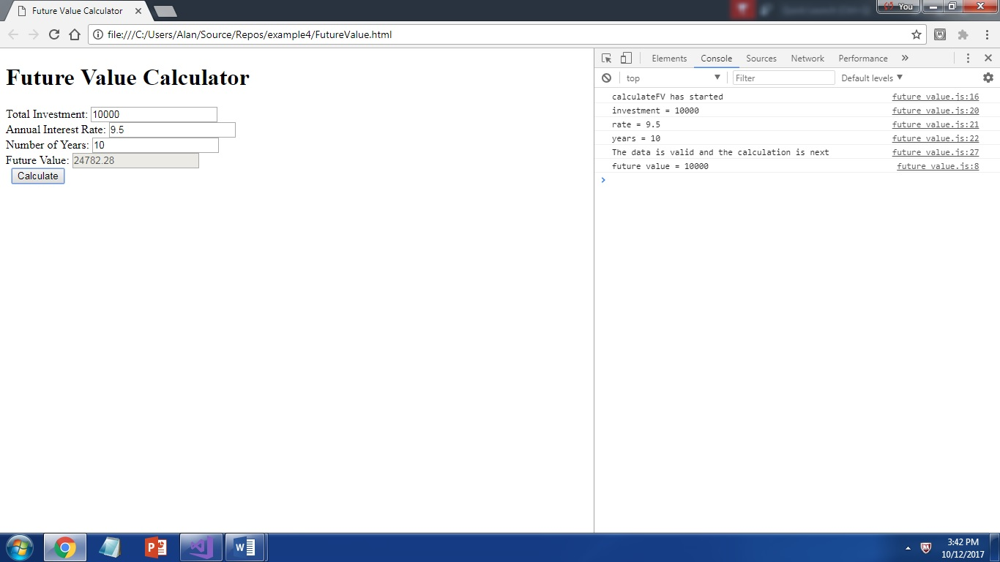 Future Value Calculator
You
file:///C:/Users/Alan/Source/Repos/example4/FutureValue.html
Elements Console Sources Network Performance »
top Filter Default levels
Future Value Calculator
Total Investment: 10000
Annual Interest Rate: 9.5
Number of Years: 10
Future Value: 24782.28
Calculate
calculateFV has started future_value.js:16
investment = 10000 future_value.js:20
rate = 9.5 future_value.js:21
years = 10 future_value.js:22
The data is valid and the calculation is next future_value.js:27
future value = 10000 future_value.js:8
3:42 PM
10/12/2017